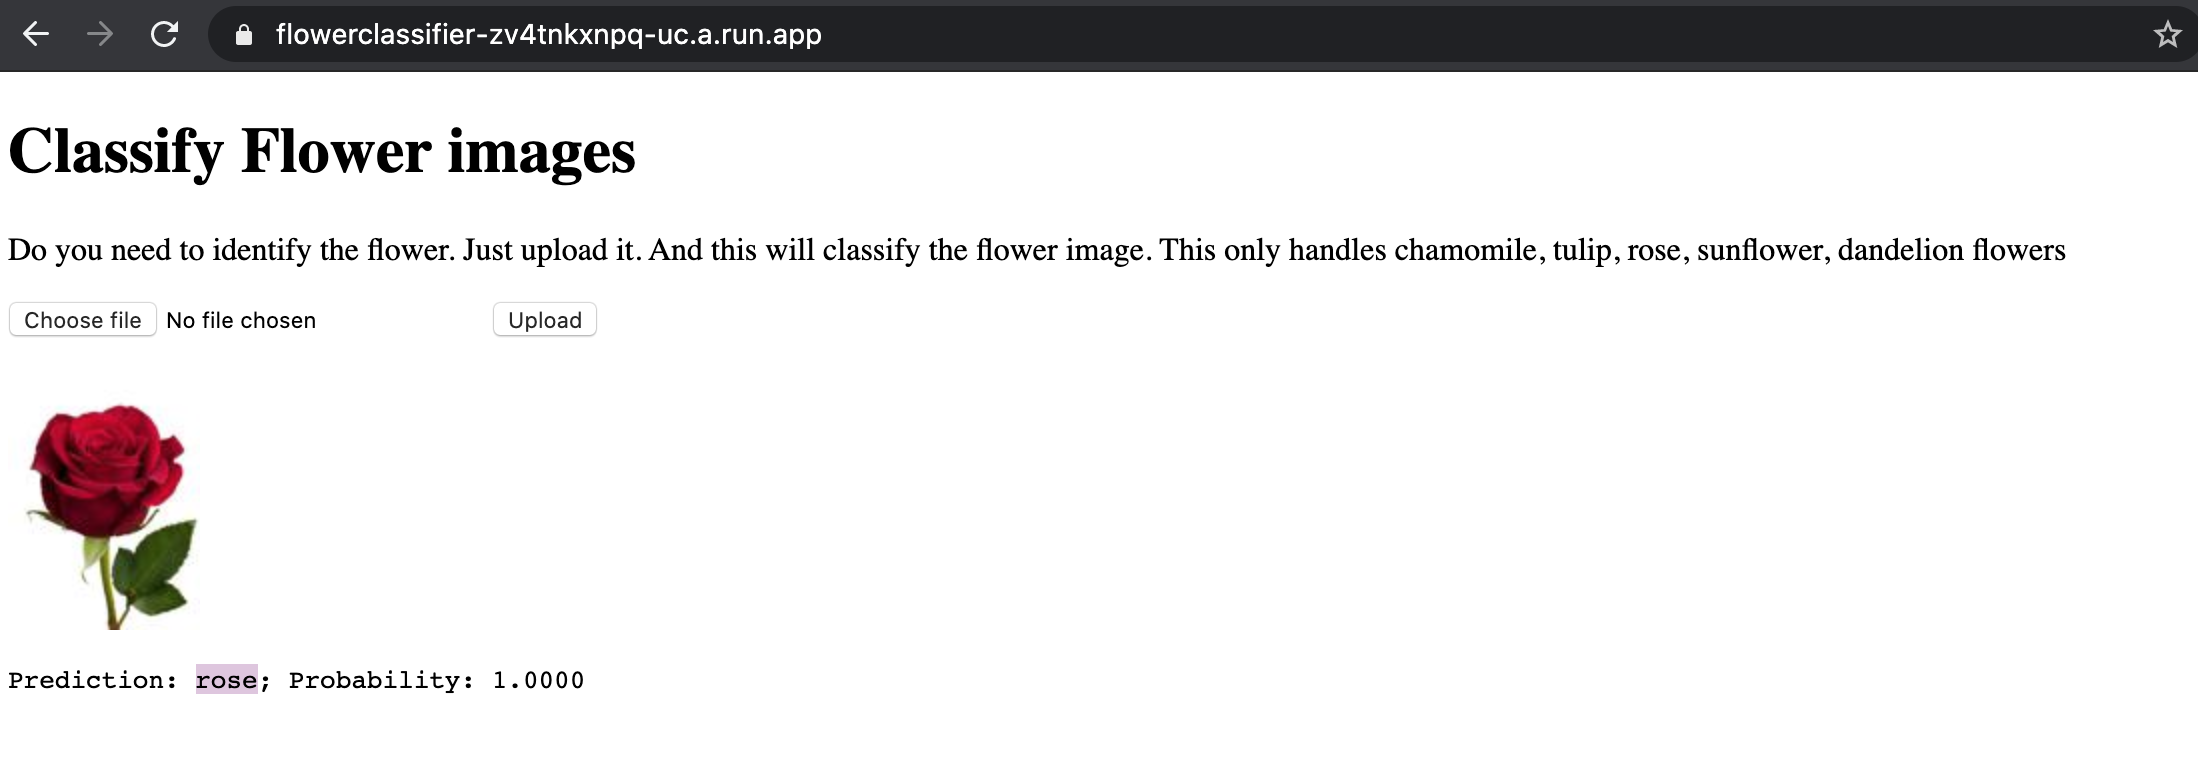 flowerclassifier-zv4tnkxnpq-uc.a.run.app
Classify Flower images
Do you need to identify the flower. Just upload it. And this will classify the flower image. This only handles chamomile, tulip, rose, sunflower, dandelion flowers
Choose file No file chosen Upload
Prediction: rose; Probability: 1.0000